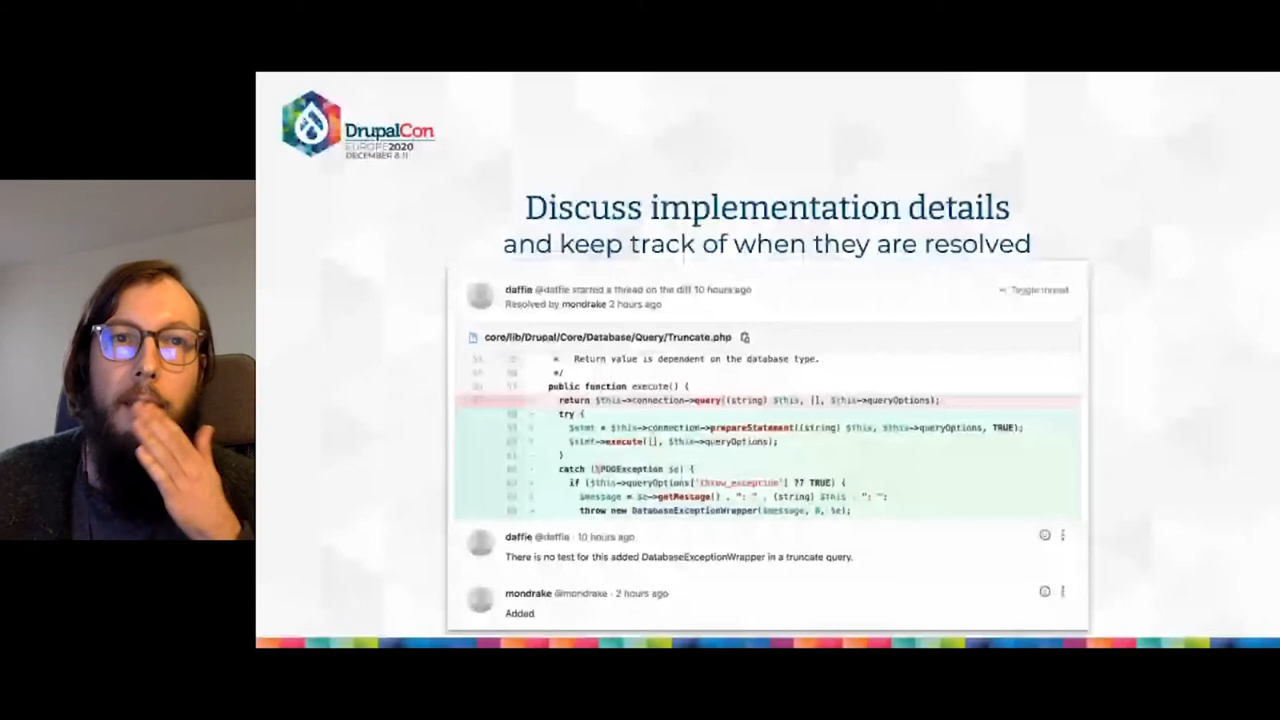 DrupalCon
EUROPE2020
DECEMBER 8-11
Discuss implementation details
and keep track of when they are resolved
daffie @daffie started a thread on the diff 10 hours ago
Toggle thread
Resolved by mondrake 2 hours ago
core/lib/Drupal/Core/Database/Query/Truncate.php
* Return value is dependent on the database type.
*/
public function execute() {
return $this->connection->query((string) $this, [], $this->queryOptions);
try {
$stmt = $this->connection->prepareStatement((string) $this, $this->queryOptions, TRUE);
$stmt->execute([], $this->queryOptions);
}
catch (\PDOException $e) {
if ($this->queryOptions['throw_exception'] ?? TRUE) {
$message = $e->getMessage() . ": " . (string) $this . ": ";
throw new DatabaseExceptionWrapper($message, 0, $e);
daffie @daffie · 10 hours ago
There is no test for this added DatabaseExceptionWrapper in a truncate query.
mondrake @mondrake · 2 hours ago
Added